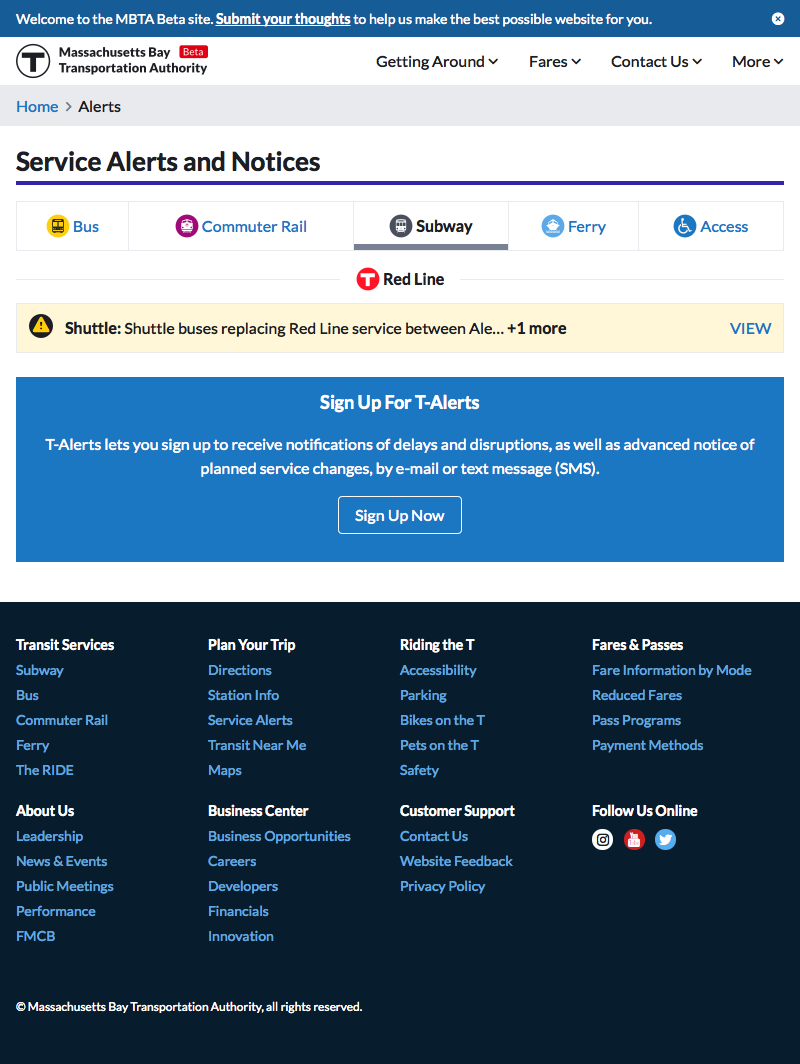 Welcome to the MBTA Beta site. Submit your thoughts to help us make the best possible website for you.
T Massachusetts Bay Beta
Transportation Authority
Getting Around Fares Contact Us More
Home > Alerts
Service Alerts and Notices
Bus Commuter Rail Subway Ferry Access
T Red Line
Shuttle: Shuttle buses replacing Red Line service between Ale... +1 more VIEW
Sign Up For T-Alerts
T-Alerts lets you sign up to receive notifications of delays and disruptions, as well as advanced notice of
planned service changes, by e-mail or text message (SMS).
Sign Up Now
Transit Services
Subway
Bus
Commuter Rail
Ferry
The RIDE
Plan Your Trip
Directions
Station Info
Service Alerts
Transit Near Me
Maps
Riding the T
Accessibility
Parking
Bikes on the T
Pets on the T
Safety
Fares & Passes
Fare Information by Mode
Reduced Fares
Pass Programs
Payment Methods
About Us
Leadership
News & Events
Public Meetings
Performance
FMCB
Business Center
Business Opportunities
Careers
Developers
Financials
Innovation
Customer Support
Contact Us
Website Feedback
Privacy Policy
Follow Us Online
© Massachusetts Bay Transportation Authority, all rights reserved.